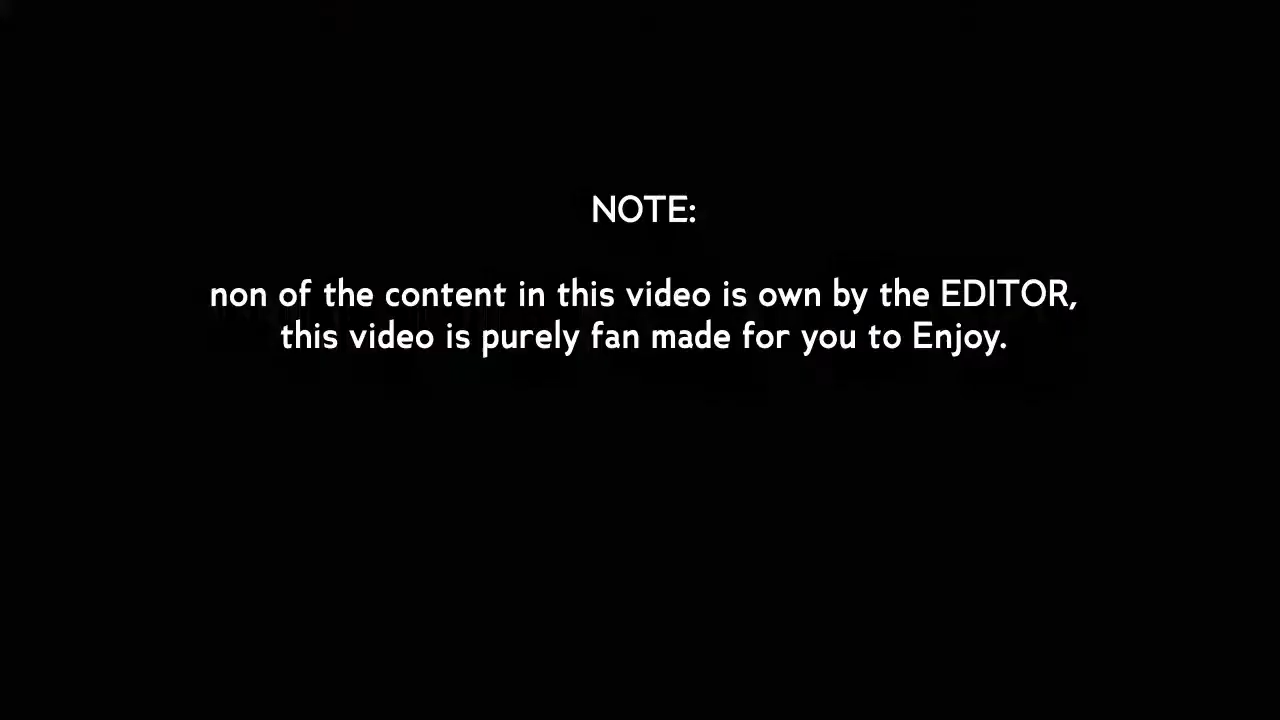 NOTE:
non of the content in this video is own by the EDITOR,
this video is purely fan made for you to Enjoy.